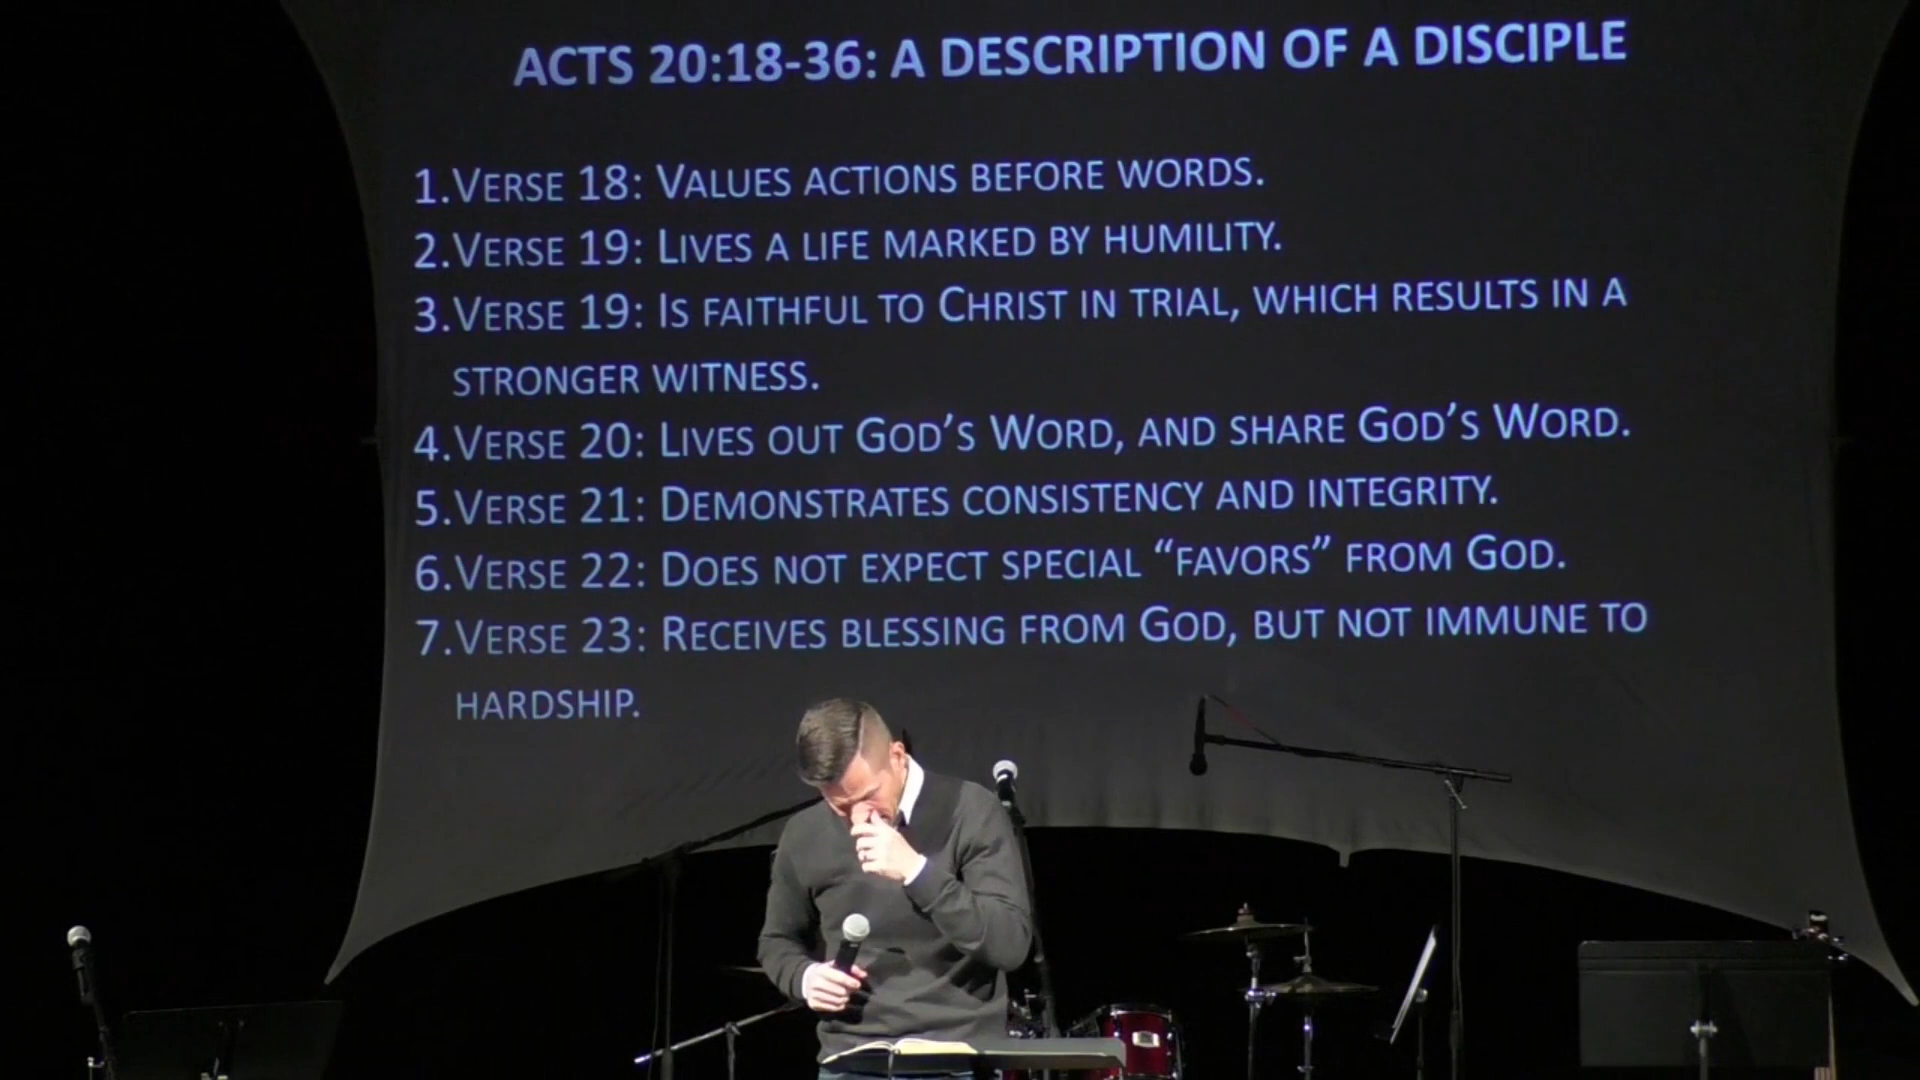 ACTS 20:18-36: A DESCRIPTION OF A DISCIPLE
1. VERSE 18: VALUES ACTIONS BEFORE WORDS.
2. VERSE 19: LIVES A LIFE MARKED BY HUMILITY.
3. VERSE 19: IS FAITHFUL TO CHRIST IN TRIAL, WHICH RESULTS IN A
STRONGER WITNESS.
4. VERSE 20: LIVES OUT GOD’S WORD, AND SHARE GOD’S WORD.
5. VERSE 21: DEMONSTRATES CONSISTENCY AND INTEGRITY.
6. VERSE 22: DOES NOT EXPECT SPECIAL “FAVORS” FROM GOD.
7. VERSE 23: RECEIVES BLESSING FROM GOD, BUT NOT IMMUNE TO
HARDSHIP.